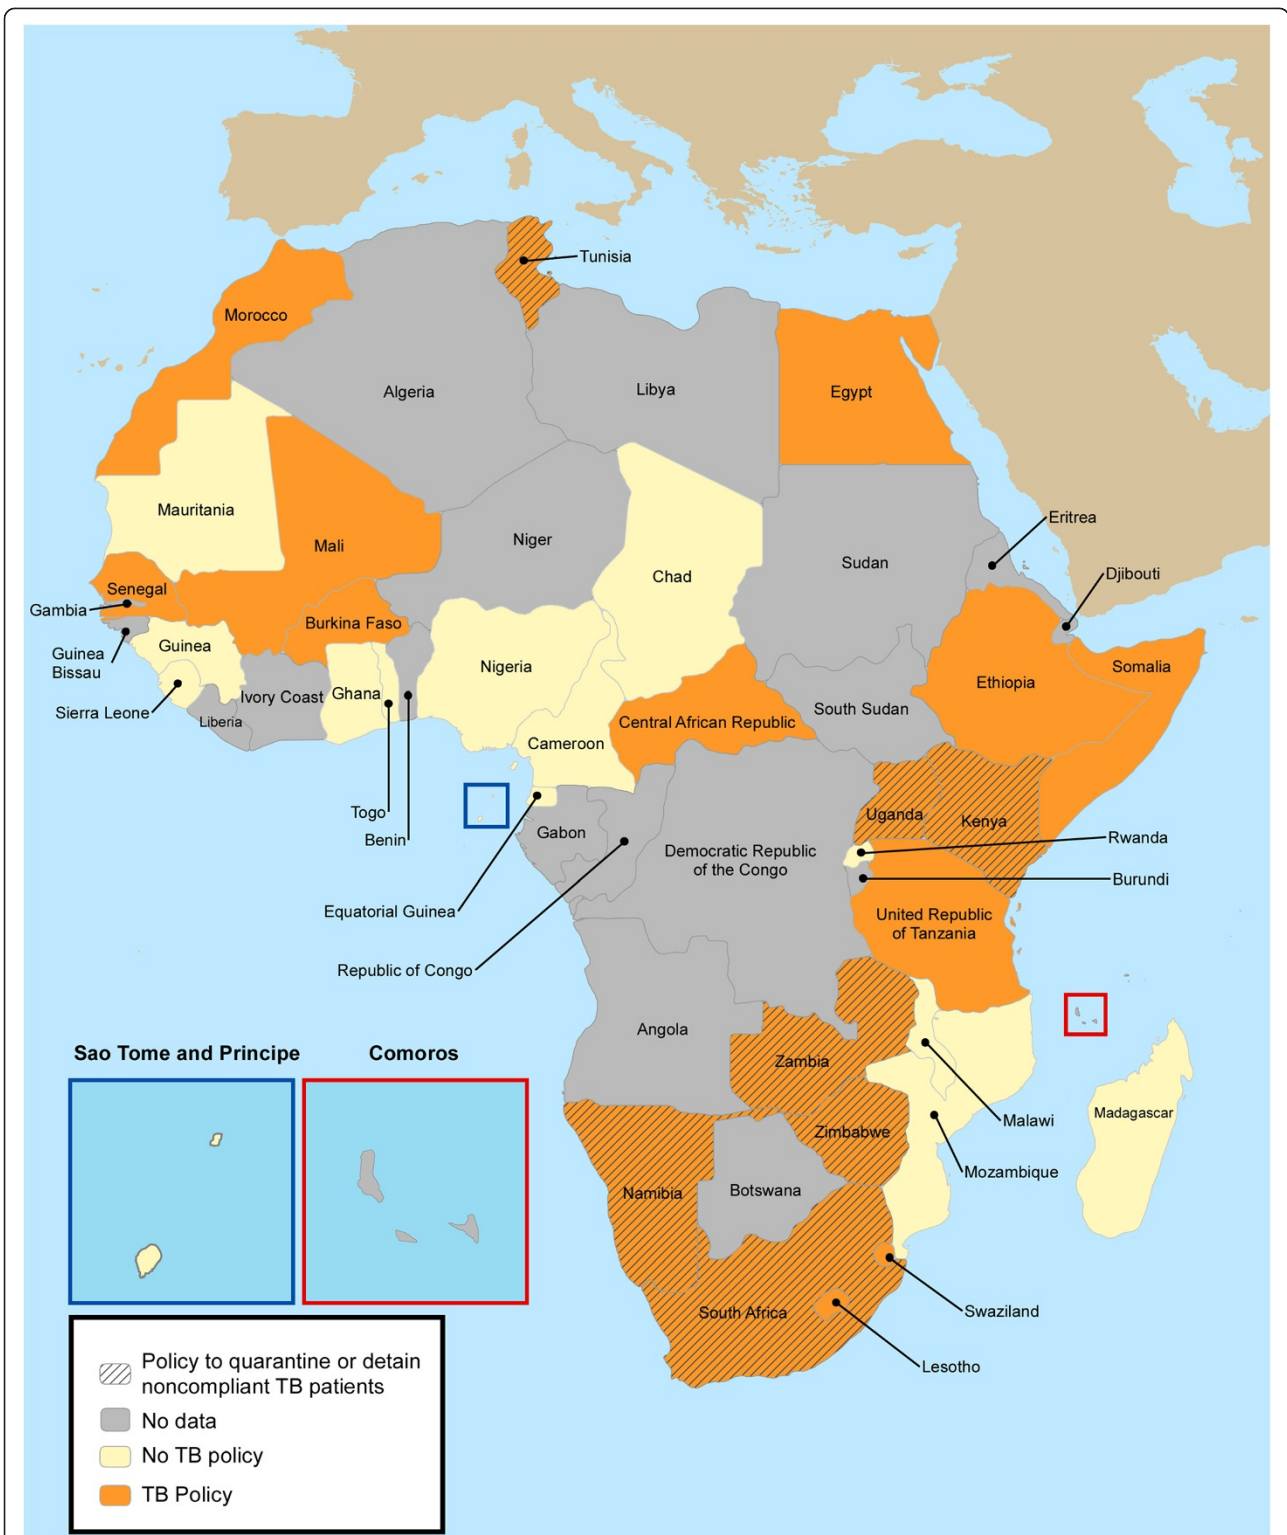 Tunisia
Morocco
Algeria
Libya
Egypt
Mauritania
Mali
Niger
Chad
Sudan
Eritrea
Djibouti
Senegal
Gambia
Burkina Faso
Guinea
Bissau
Guinea
Nigeria
Ethiopia
Somalia
Sierra Leone
Liberia
Ivory Coast
Ghana
Central African Republic
South Sudan
Cameroon
Togo
Benin
Gabon
Uganda
Kenya
Rwanda
Burundi
Democratic Republic
of the Congo
Equatorial Guinea
United Republic
of Tanzania
Republic of Congo
Angola
Zambia
Sao Tome and Principe
Comoros
Malawi
Madagascar
Zimbabwe
Mozambique
Namibia
Botswana
South Africa
Swaziland
Lesotho
Policy to quarantine or detain
noncompliant TB patients
No data
No TB policy
TB Policy